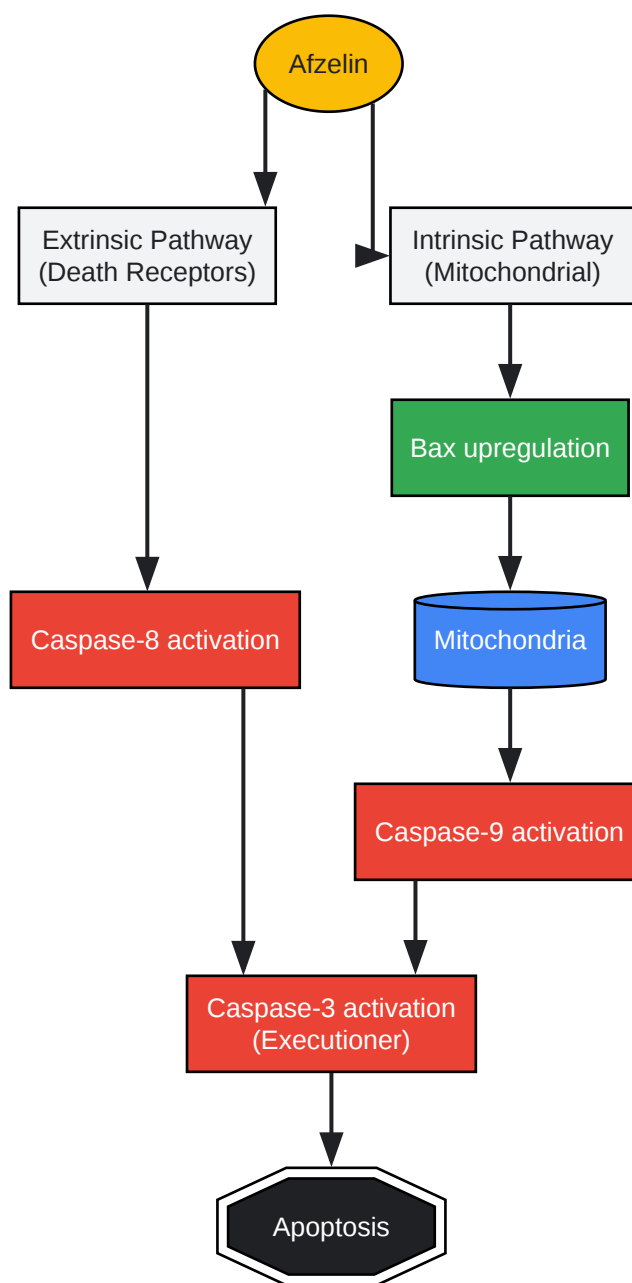 Afzelin
Extrinsic Pathway
(Death Receptors)
Intrinsic Pathway
(Mitochondrial)
Bax upregulation
Caspase-8 activation
Mitochondria
Caspase-9 activation
Caspase-3 activation
(Executioner)
Apoptosis